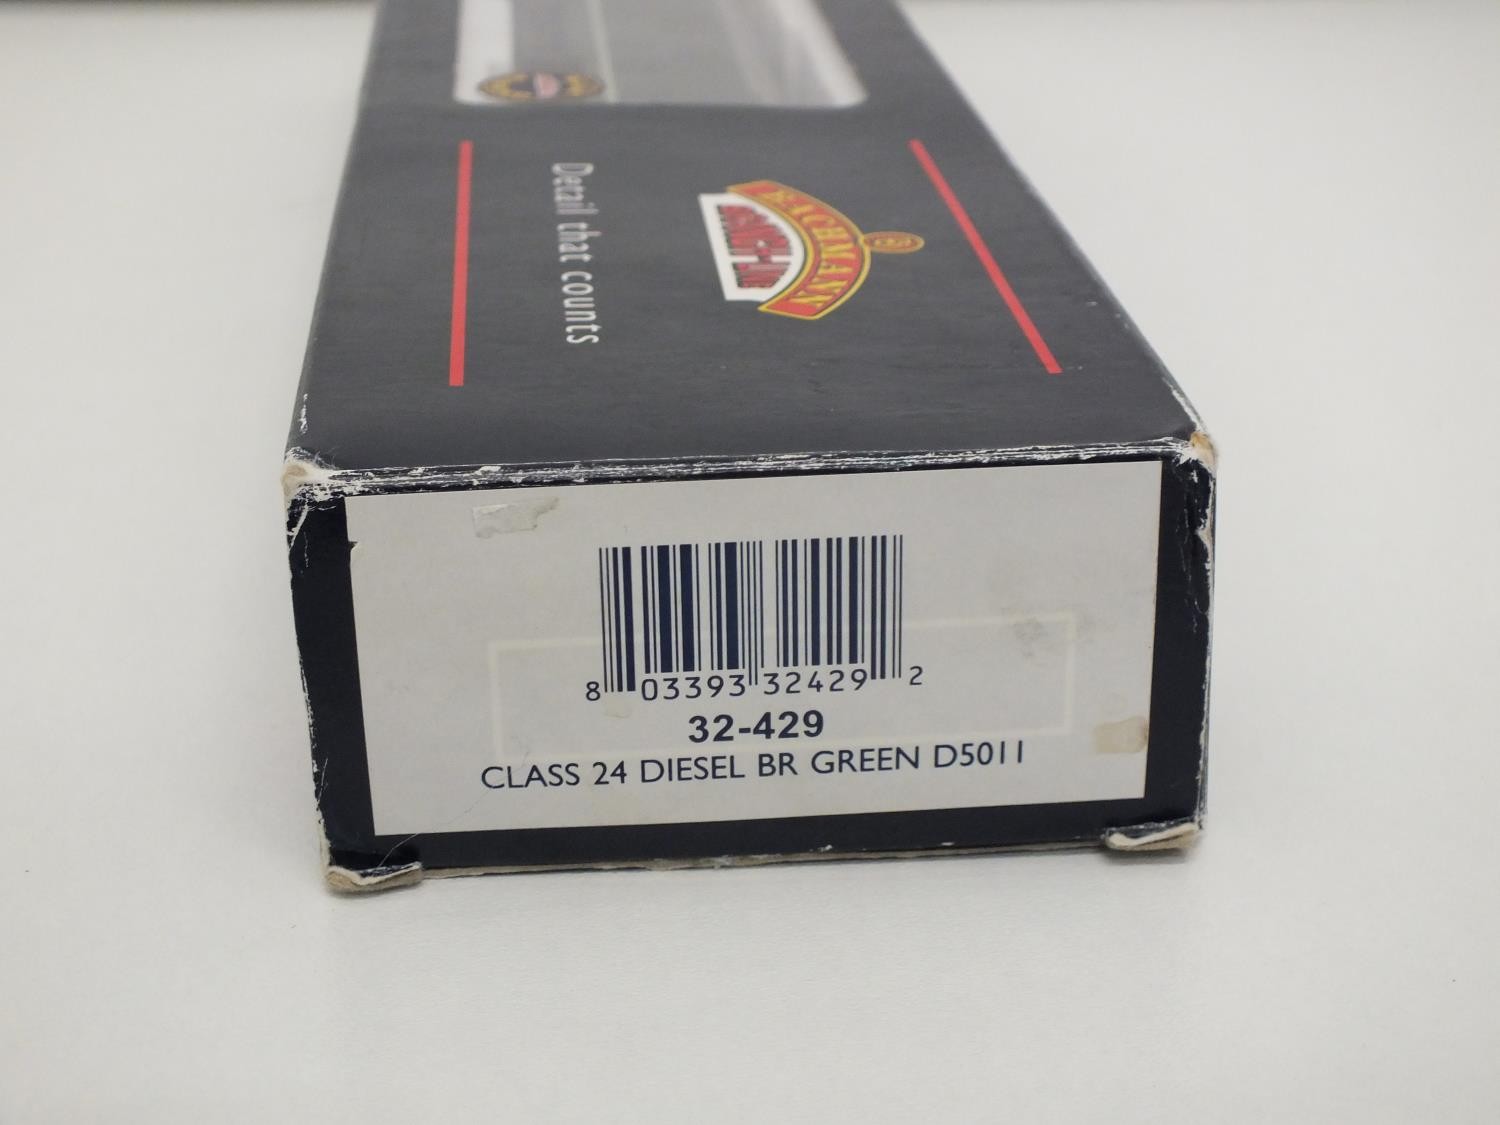 BACHMANN
BRANCH-LINE
Detail that counts
8 03393 32429 2
32-429
CLASS 24 DIESEL BR GREEN D5011